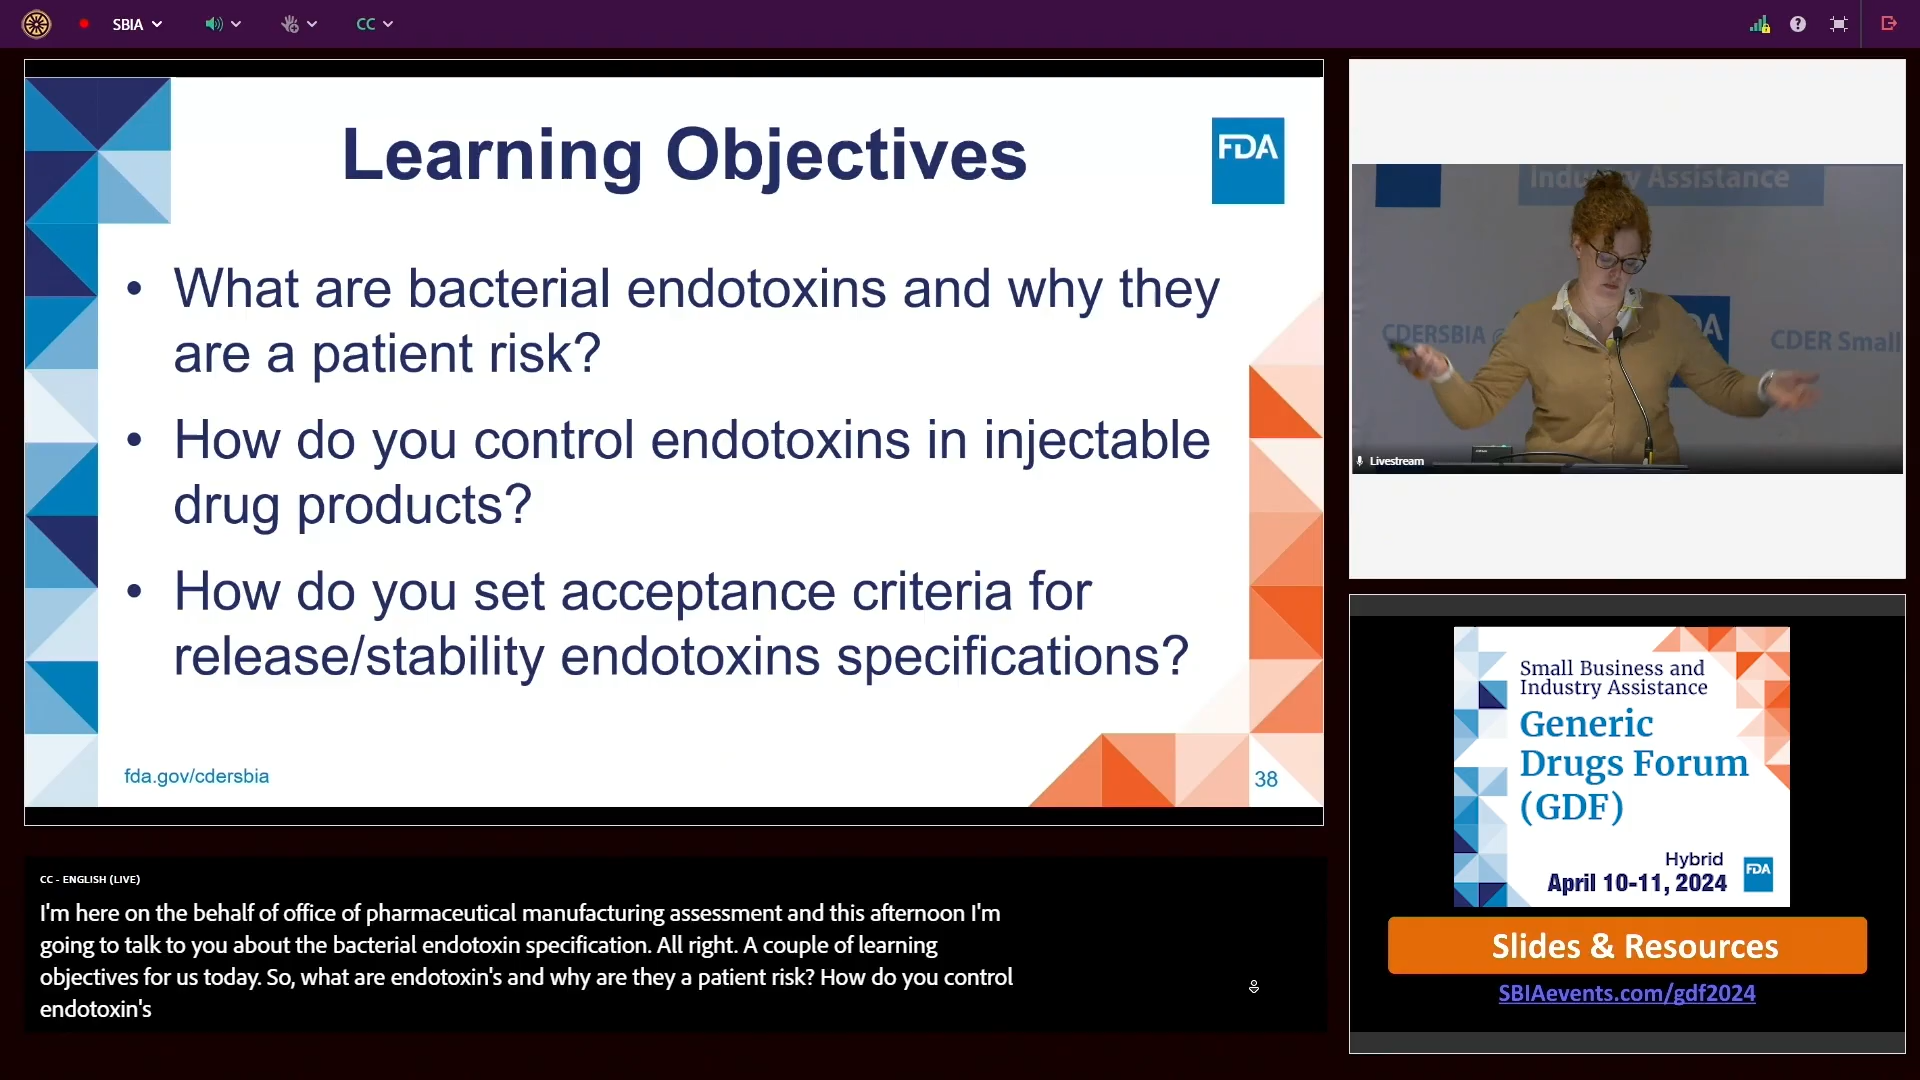 SBIA
CC
Learning Objectives
FDA
• What are bacterial endotoxins and why they
are a patient risk?
• How do you control endotoxins in injectable
drug products?
• How do you set acceptance criteria for
release/stability endotoxins specifications?
fda.gov/cdersbia
38
Industry Assistance
CDERSBIA
DA
CDER Small
Livestream
CC - ENGLISH (LIVE)
I'm here on the behalf of office of pharmaceutical manufacturing assessment and this afternoon I'm
going to talk to you about the bacterial endotoxin specification. All right. A couple of learning
objectives for us today. So, what are endotoxin's and why are they a patient risk? How do you control
endotoxin's
Small Business and
Industry Assistance
Generic
Drugs Forum
(GDF)
Hybrid
April 10-11, 2024
FDA
Slides & Resources
SBIAevents.com/gdf2024